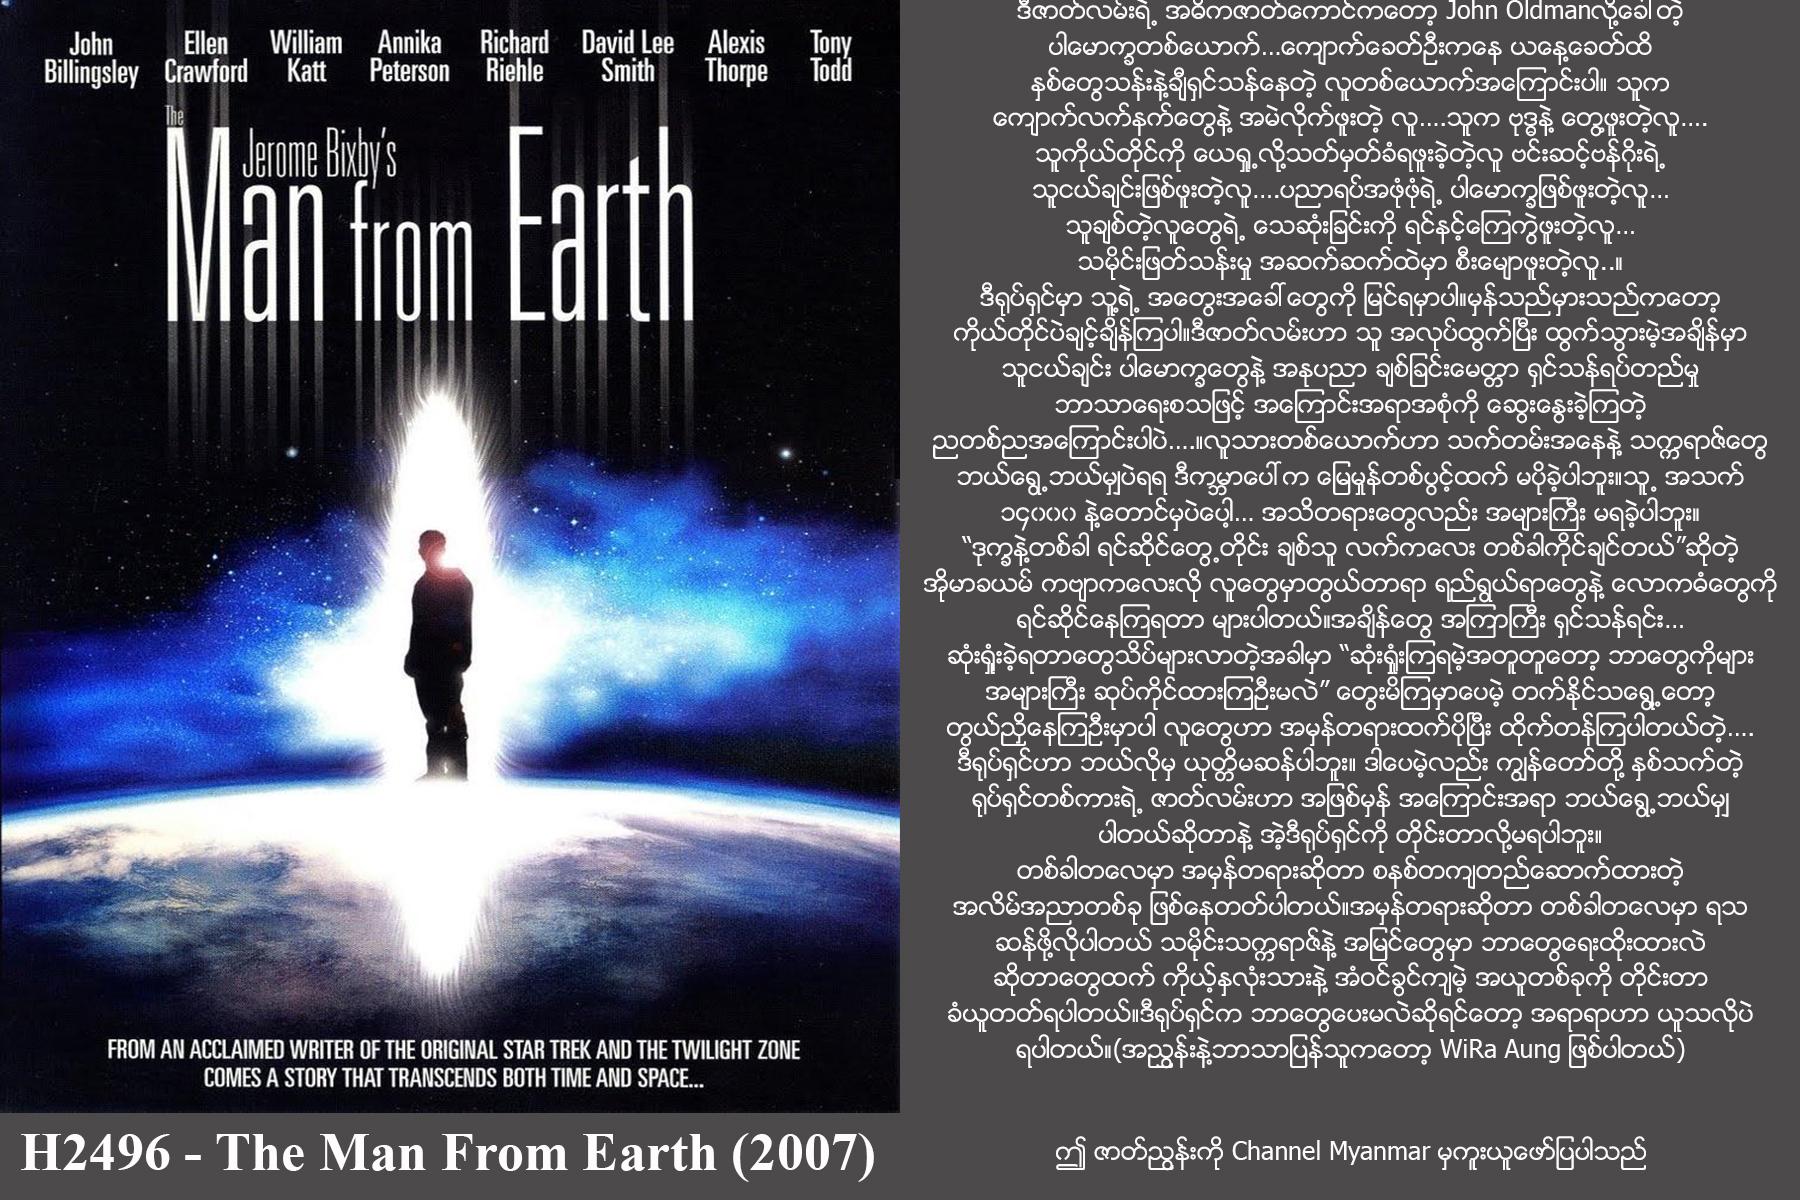 John Billingsley
Ellen Crawford
William Katt
Annika Peterson
Richard Riehle
David Lee Smith
Alexis Thorpe
Tony Todd
The
Jerome Bixby's
Man from Earth
FROM AN ACCLAIMED WRITER OF THE ORIGINAL STAR TREK AND THE TWILIGHT ZONE
COMES A STORY THAT TRANSCENDS BOTH TIME AND SPACE...
H2496 - The Man From Earth (2007)
ဒီဇာတ်လမ်းရဲ့ အဓိကဇာတ်ကောင်ကတော့ John Oldmanလို့ခေါ်တဲ့
ပါမောက္ခတစ်ယောက်...ကျောက်ခေတ်ဦးကနေ ယနေ့ခေတ်ထိ
နှစ်တွေသန်းနဲ့ချီရှင်သန်နေတဲ့ လူတစ်ယောက်အကြောင်းပါ။ သူက
ကျောက်လက်နက်တွေနဲ့ အမဲလိုက်ဖူးတဲ့ လူ....သူက ဗုဒ္ဓနဲ့ တွေ့ဖူးတဲ့လူ....
သူကိုယ်တိုင်ကို ယေရှု့လို့သတ်မှတ်ခံရဖူးခဲ့တဲ့လူ ဗင်းဆင့်ဗန်ဂိုးရဲ့
သူငယ်ချင်းဖြစ်ဖူးတဲ့လူ....ပညာရပ်အဖုံဖုံရဲ့ ပါမောက္ခဖြစ်ဖူးတဲ့လူ...
သူချစ်တဲ့လူတွေရဲ့ သေဆုံးခြင်းကို ရင်နင့်ကြေကွဲဖူးတဲ့လူ...
သမိုင်းဖြတ်သန်းမှု အဆက်ဆက်ထဲမှာ စီးမျောဖူးတဲ့လူ..။
ဒီရုပ်ရှင်မှာ သူ့ရဲ့ အတွေးအခေါ်တွေကို မြင်ရမှာပါ။မှန်သည်မှားသည်ကတော့
ကိုယ်တိုင်ပဲချင့်ချိန်ကြပါ။ဒီဇာတ်လမ်းဟာ သူ အလုပ်ထွက်ပြီး ထွက်သွားမဲ့အချိန်မှာ
သူငယ်ချင်း ပါမောက္ခတွေနဲ့ အနုပညာ ချစ်ခြင်းမေတ္တာ ရှင်သန်ရပ်တည်မှု
ဘာသာရေးစသဖြင့် အကြောင်းအရာအစုံကို ဆွေးနွေးခဲ့ကြတဲ့
ညတစ်ညအကြောင်းပါပဲ....။လူသားတစ်ယောက်ဟာ သက်တမ်းအနေနဲ့ သက္ကရာဇ်တွေ
ဘယ်ရွေ့ဘယ်မျှပဲရရ ဒီကမ္ဘာပေါ်က မြေမှုန်တစ်ပွင့်ထက် မပိုခဲ့ပါဘူး။သူ့ အသက်
၁၄၀၀၀ နဲ့တောင်မှပဲပေါ့... အသိတရားတွေလည်း အများကြီး မရခဲ့ပါဘူး။
“ဒုက္ခနဲ့တစ်ခါ ရင်ဆိုင်တွေ့တိုင်း ချစ်သူ လက်ကလေး တစ်ခါကိုင်ချင်တယ်”ဆိုတဲ့
အိုမာခယမ် ကဗျာကလေးလို လူတွေမှာတွယ်တာရာ ရည်ရွယ်ရာတွေနဲ့ လောကဓံတွေကို
ရင်ဆိုင်နေကြရတာ များပါတယ်။အချိန်တွေ အကြာကြီး ရှင်သန်ရင်း...
ဆုံးရှုံးခဲ့ရတာတွေသိပ်များလာတဲ့အခါမှာ “ဆုံးရှုံးကြရမဲ့အတူတူတော့ ဘာတွေကိုများ
အများကြီး ဆုပ်ကိုင်ထားကြဦးမလဲ” တွေးမိကြမှာပေမဲ့ တက်နိုင်သရွေ့တော့
တွယ်ညှိနေကြဦးမှာပါ လူတွေဟာ အမှန်တရားထက်ပိုပြီး ထိုက်တန်ကြပါတယ်တဲ့....
ဒီရုပ်ရှင်ဟာ ဘယ်လိုမှ ယုတ္တိမဆန်ပါဘူး။ ဒါပေမဲ့လည်း ကျွန်တော်တို့ နှစ်သက်တဲ့
ရုပ်ရှင်တစ်ကားရဲ့ ဇာတ်လမ်းဟာ အဖြစ်မှန် အကြောင်းအရာ ဘယ်ရွေ့ဘယ်မျှ
ပါတယ်ဆိုတာနဲ့ အဲ့ဒီရုပ်ရှင်ကို တိုင်းတာလို့မရပါဘူး။
တစ်ခါတလေမှာ အမှန်တရားဆိုတာ စနစ်တကျတည်ဆောက်ထားတဲ့
အလိမ်အညာတစ်ခု ဖြစ်နေတတ်ပါတယ်။အမှန်တရားဆိုတာ တစ်ခါတလေမှာ ရသ
ဆန်ဖို့လိုပါတယ် သမိုင်းသက္ကရာဇ်နဲ့ အမြင်တွေမှာ ဘာတွေရေးထိုးထားလဲ
ဆိုတာတွေထက် ကိုယ့်နှလုံးသားနဲ့ အံဝင်ခွင်ကျမဲ့ အယူတစ်ခုကို တိုင်းတာ
ခံယူတတ်ရပါတယ်။ဒီရုပ်ရှင်က ဘာတွေပေးမလဲဆိုရင်တော့ အရာရာဟာ ယူသလိုပဲ
ရပါတယ်။(အညွှန်းနဲ့ဘာသာပြန်သူကတော့ WiRa Aung ဖြစ်ပါတယ်)
ဤ ဇာတ်ညွှန်းကို Channel Myanmar မှကူးယူဖော်ပြပါသည်